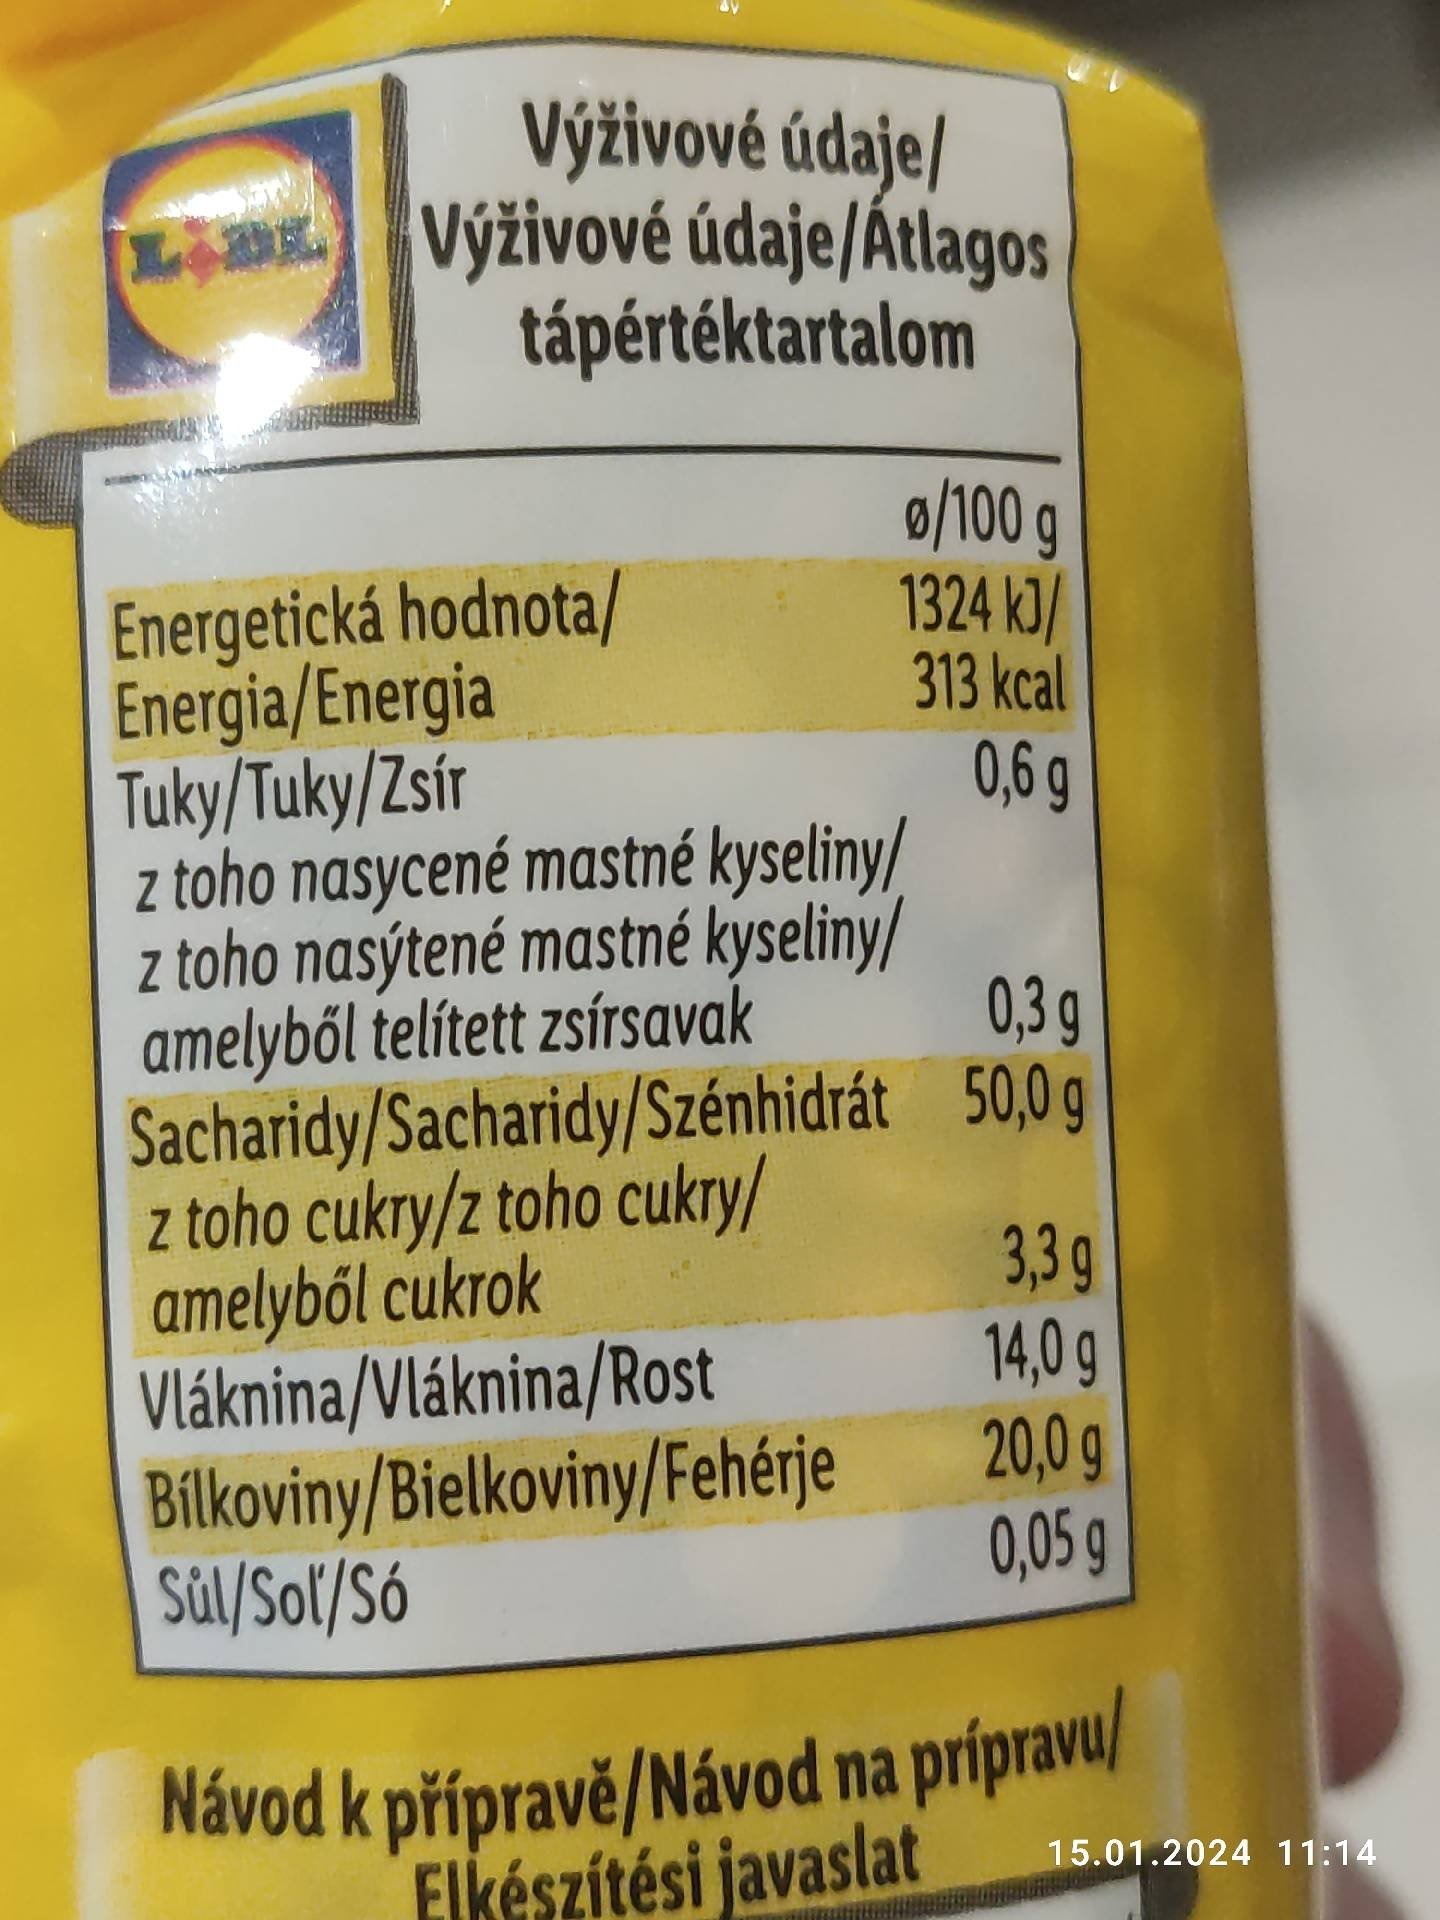 LIDL
Výživové údaje/
Výživové údaje/Átlagos
tápértéktartalom
ø/100 g
Energetická hodnota/ 1324 kJ/
Energia/Energia 313 kcal
Tuky/Tuky/Zsír 0,6 g
z toho nasycené mastné kyseliny/
z toho nasýtené mastné kyseliny/
amelyből telített zsírsavak 0,3 g
Sacharidy/Sacharidy/Szénhidrát 50,0 g
z toho cukry/z toho cukry/
amelyből cukrok 3,3 g
Vláknina/Vláknina/Rost 14,0 g
Bílkoviny/Bielkoviny/Fehérje 20,0 g
Sůl/Soľ/Só 0,05 g
Návod k přípravě/Návod na prípravu/
Elkészítési javaslat
15.01.2024 11:14